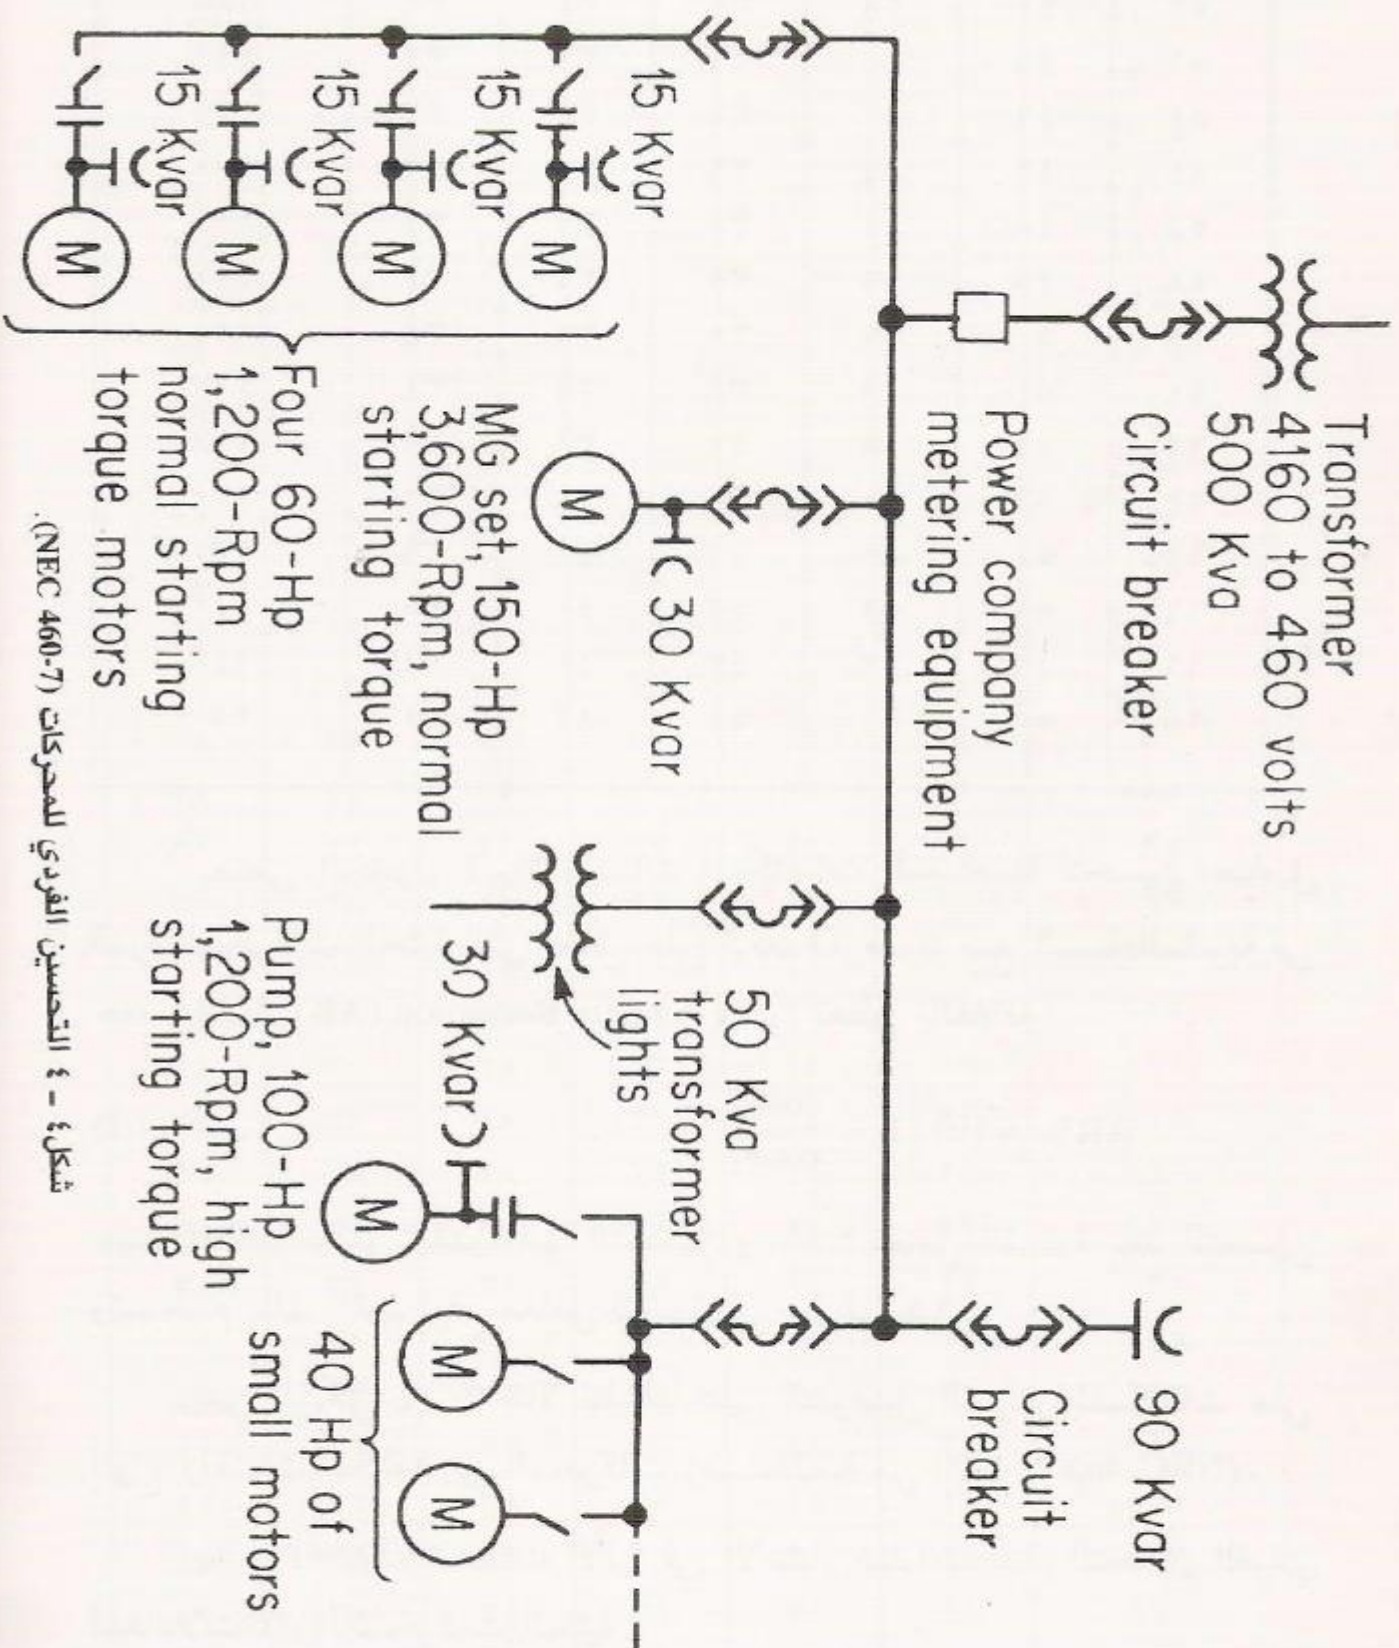 Transformer
4160 to 460 volts
500 Kva
Circuit breaker
Power company
metering equipment
90 Kvar
Circuit
breaker
15 Kvar
15 Kvar
15 Kvar
15 Kvar
M
M
M
M
Four 60-Hp
1,200-Rpm
normal starting
torque motors
30 Kvar
M
MG set, 150-Hp
3,600-Rpm, normal
starting torque
50 Kva
transformer
lights
30 Kvar
M
Pump, 100-Hp
1,200-Rpm, high
starting torque
M
M
40 Hp of
small motors
شكل ٤ - ٤ التحسين الفردي للمحركات (NEC 460-7).